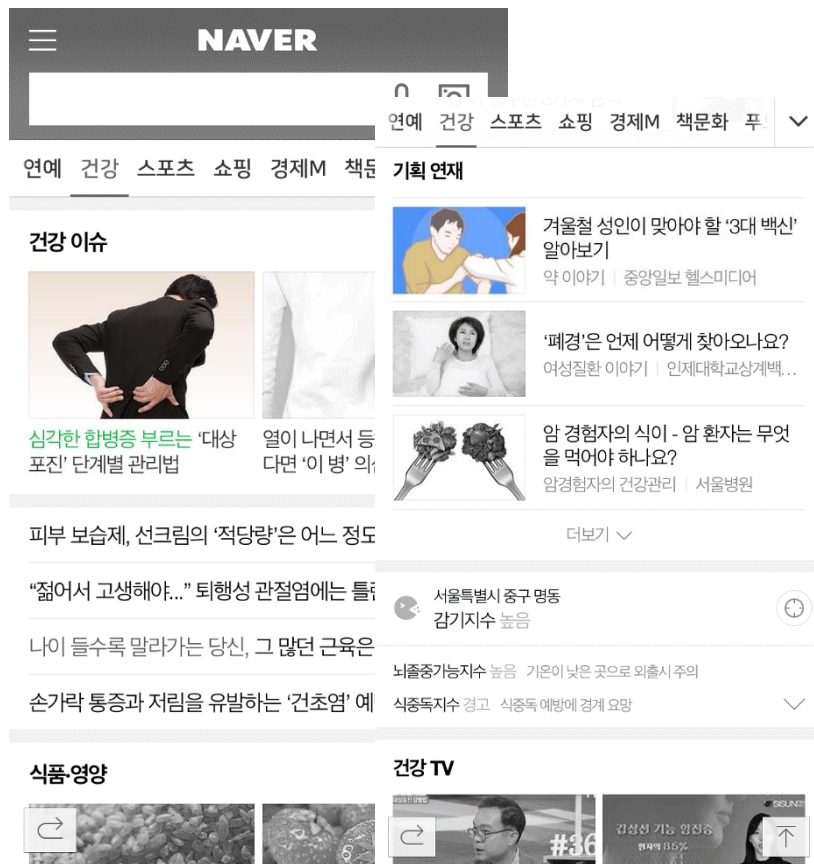 NAVER
연예 건강 스포츠 쇼핑 경제M
건강 이슈
심각한 합병증 부르는 ‘대상
포진’ 단계별 관리법
열이 나면서 등
다면 ‘이 병’
피부 보습제, 선크림의 ‘적당량’은 어느 정도
“젊어서 고생해야...” 퇴행성 관절염에는
나이 들수록 말라가는 당신, 그 많던 근육은
손가락 통증과 저림을 유발하는 ‘건초염’
식품·영양
연예 건강 스포츠 쇼핑 경제M 책문화
기획 연재
겨울철 성인이 맞아야 할 ‘3대 백신’
알아보기
약 이야기 | 중앙일보 헬스미디어
‘폐경’은 언제 어떻게 찾아오나요?
여성질환 이야기 | 인제대학교상계백...
암 경험자의 식이 - 암 환자는 무엇
을 먹어야 하나요?
암경험자의 건강관리 | 서울병원
더보기
서울특별시 중구 명동
감기지수 높음
뇌졸중가능지수 높음 기온이 낮은 곳으로 외출시 주의
식중독지수 경고 식중독 예방에 경계 요망
건강 TV
#36
갑상선 기능 항진증
환자의 85%
SISUN